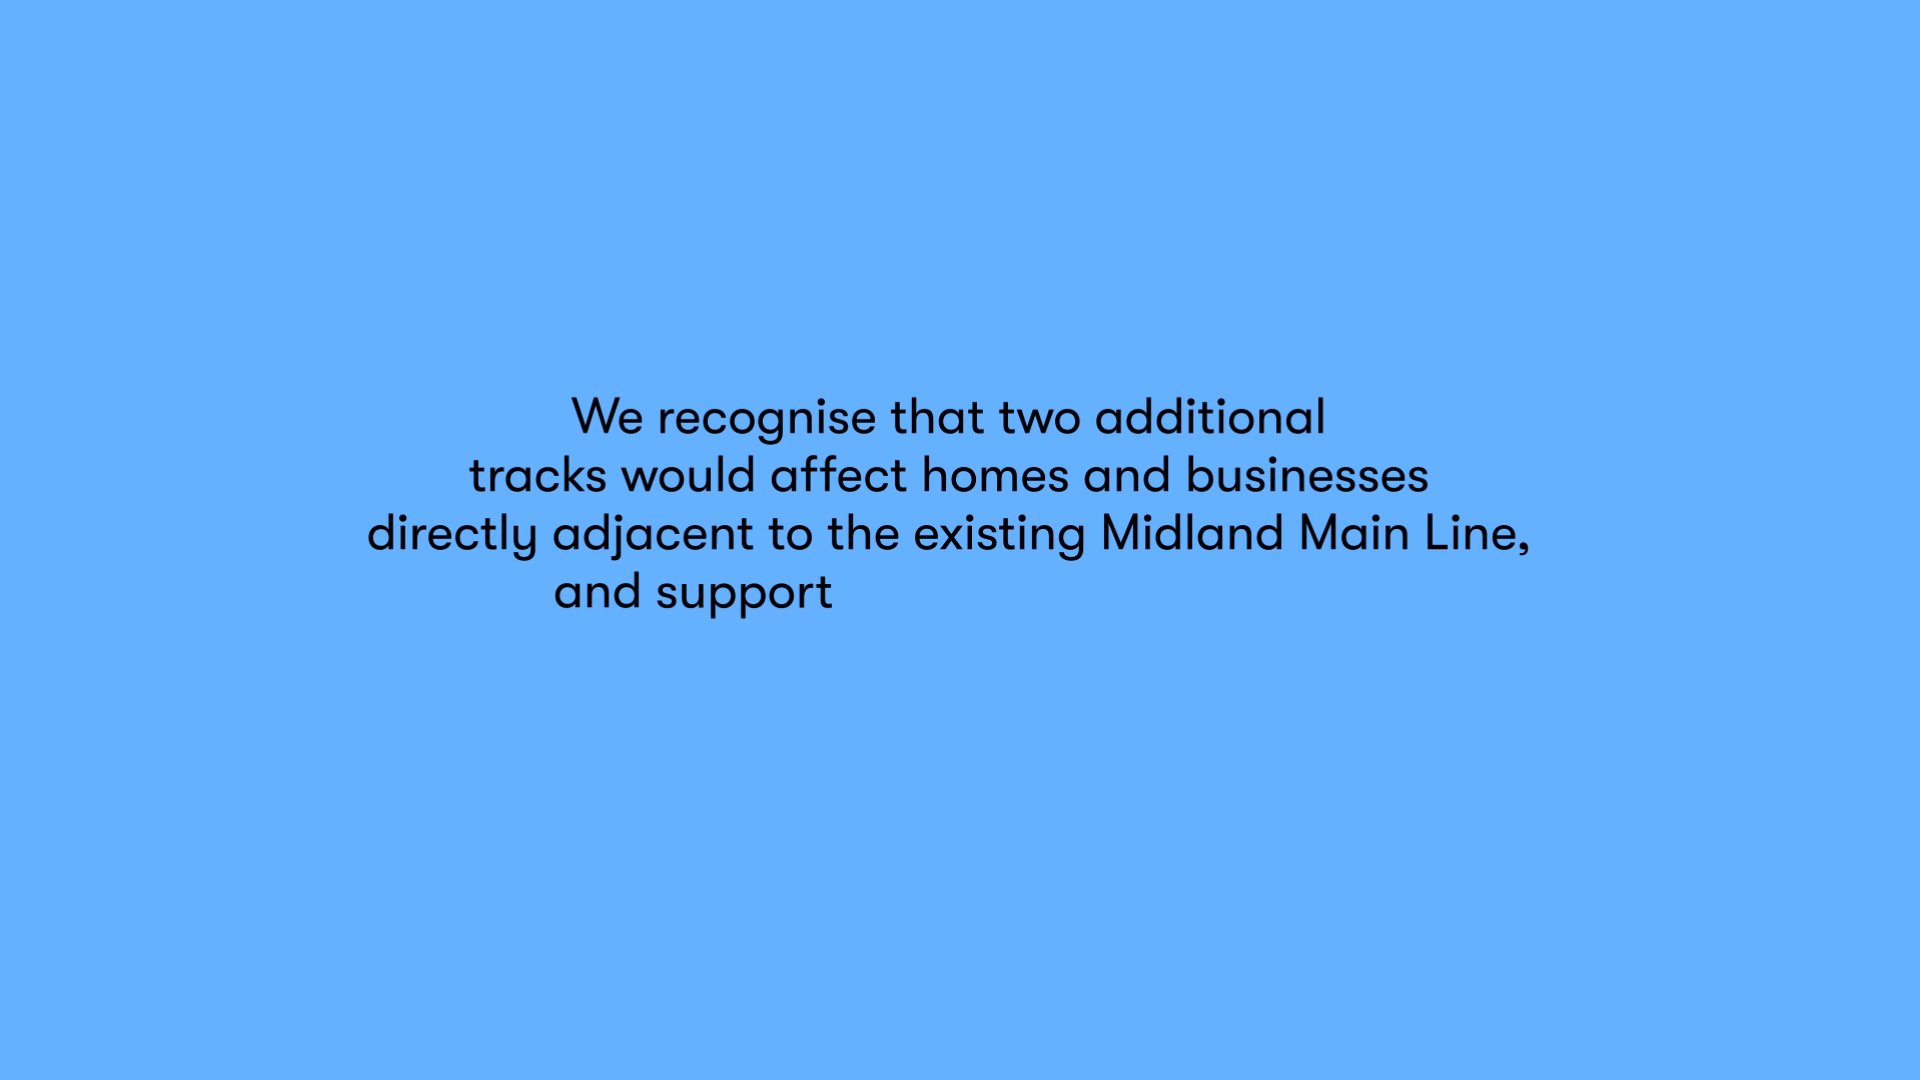 We recognise that two additional
tracks would affect homes and businesses
directly adjacent to the existing Midland Main Line,
and support